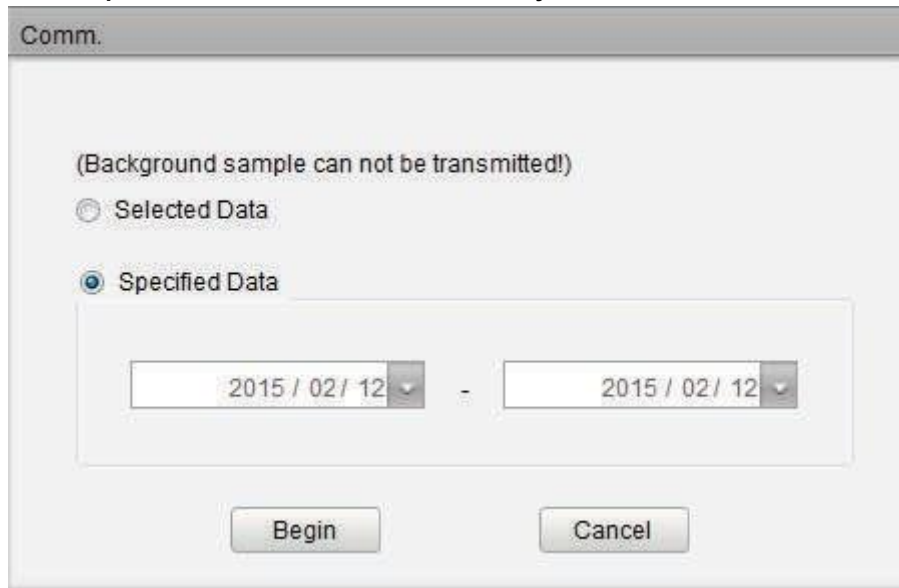 Comm.
(Background sample can not be transmitted!)
Selected Data
Specified Data
2015 / 02 / 12 - 2015 / 02 / 12
Begin Cancel